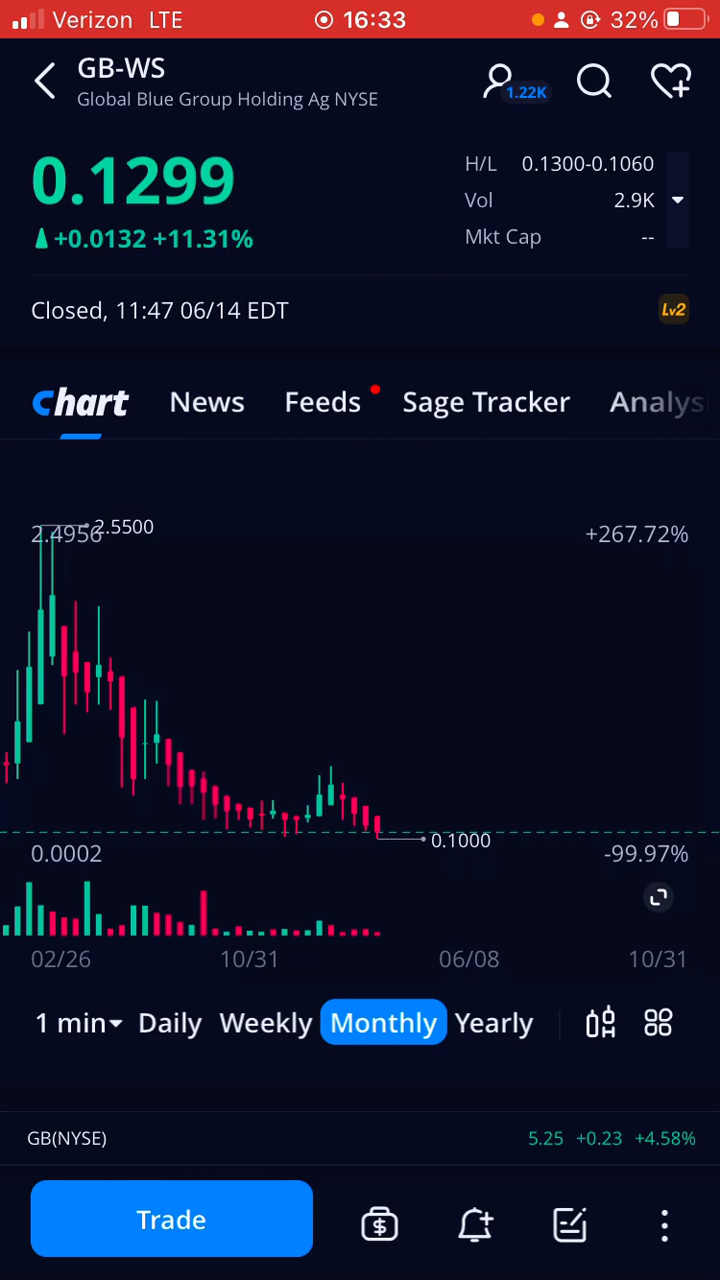 Verizon LTE 16:33 32%
GB-WS
Global Blue Group Holding Ag NYSE
1.22K
0.1299
+0.0132 +11.31%
H/L 0.1300-0.1060
Vol 2.9K
Mkt Cap --
Closed, 11:47 06/14 EDT
Lv2
Chart News Feeds Sage Tracker Analys
2.4956 2.5500 +267.72%
0.1000
0.0002 -99.97%
02/26 10/31 06/08 10/31
1 min Daily Weekly Monthly Yearly
GB(NYSE) 5.25 +0.23 +4.58%
Trade